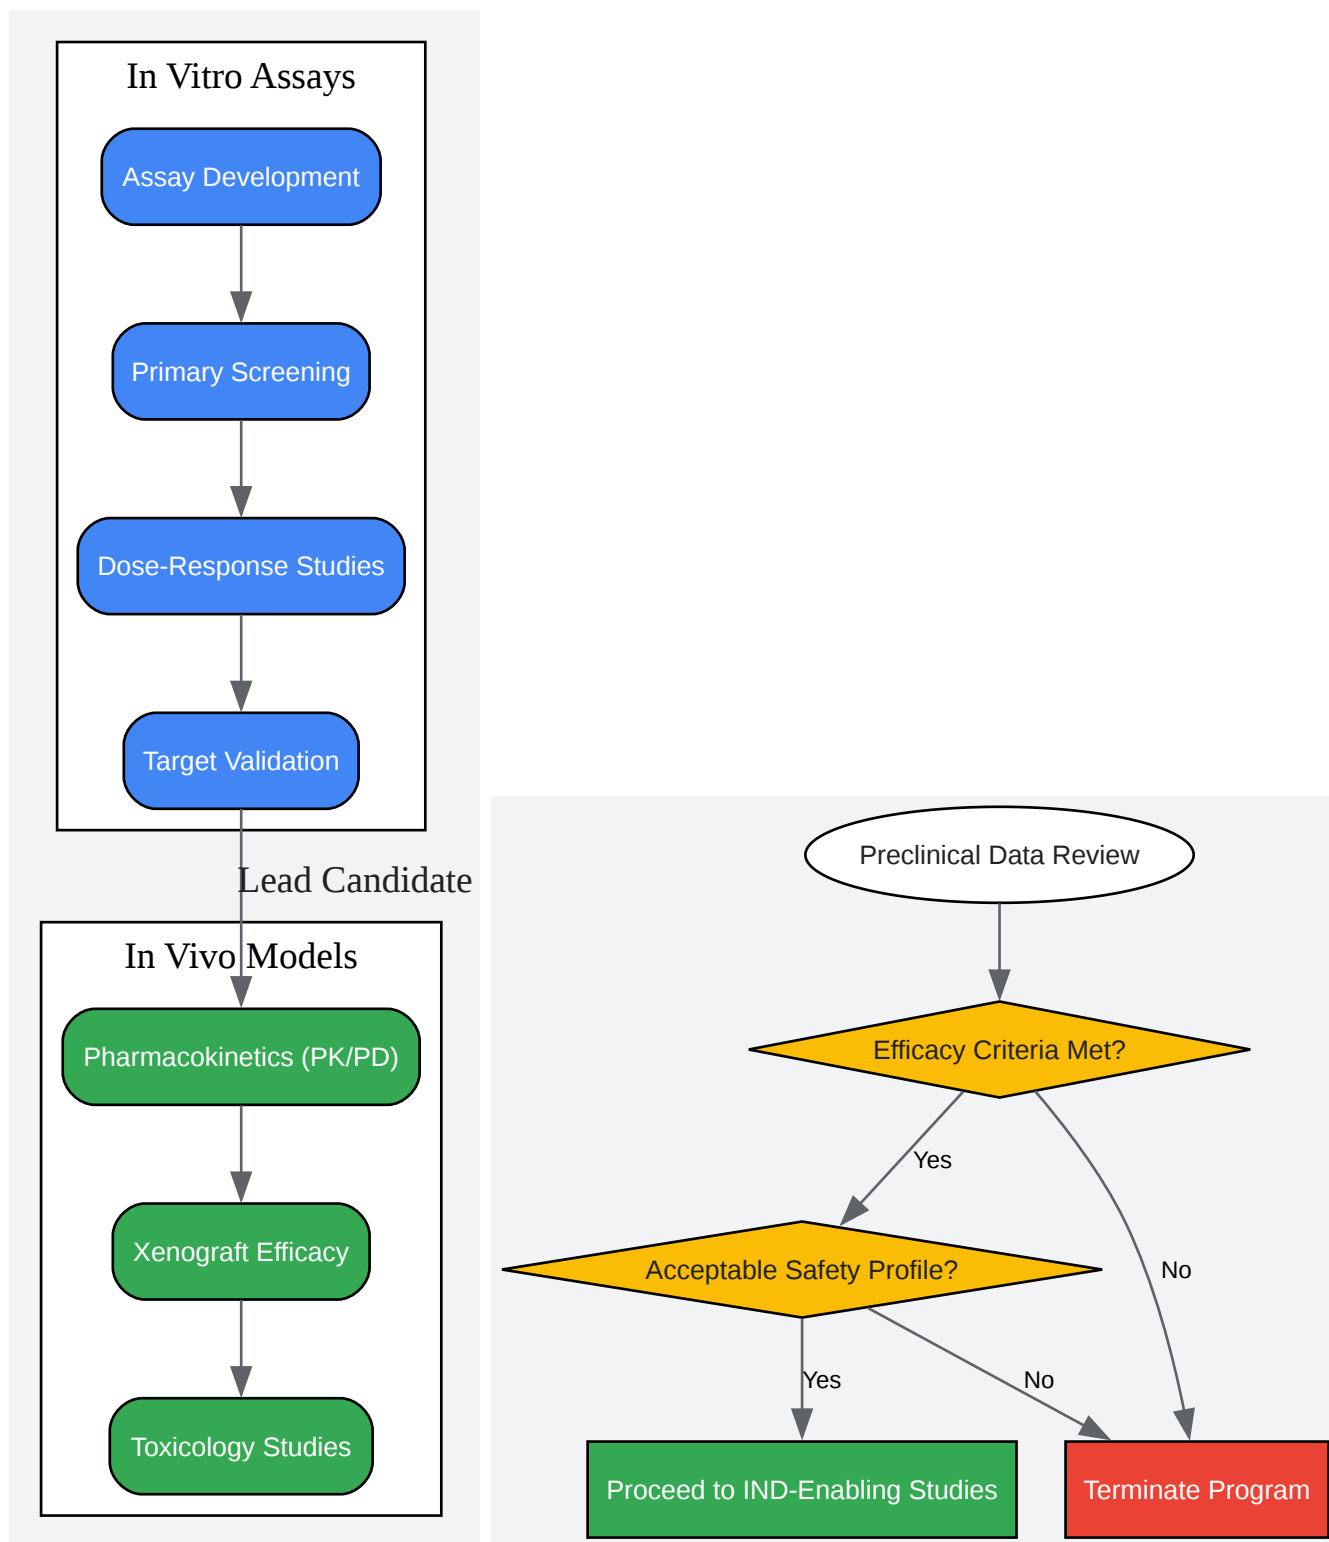 In Vitro Assays
Assay Development
Primary Screening
Dose-Response Studies
Target Validation
Lead Candidate
In Vivo Models
Pharmacokinetics (PK/PD)
Xenograft Efficacy
Toxicology Studies
Preclinical Data Review
Efficacy Criteria Met?
Yes
No
Acceptable Safety Profile?
Yes
No
Proceed to IND-Enabling Studies
Terminate Program